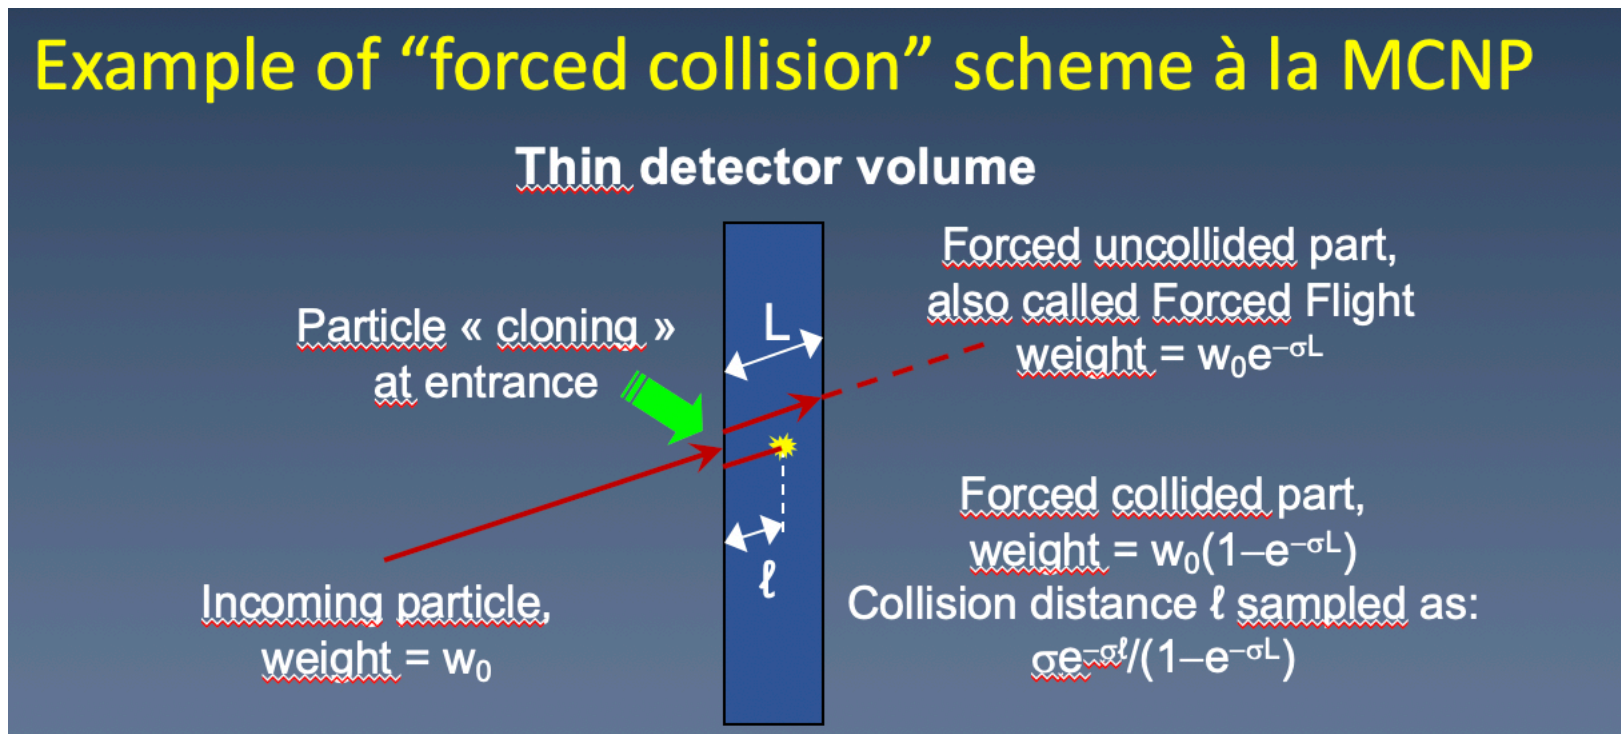 Example of “forced collision” scheme à la MCNP
Thin detector volume
Particle « cloning »
at entrance
L
Forced uncollided part,
also called Forced Flight
weight = w₀e⁻σL
ℓ
Incoming particle,
weight = w₀
Forced collided part,
weight = w₀(1–e⁻σL)
Collision distance ℓ sampled as:
σe⁻σℓ/(1–e⁻σL)